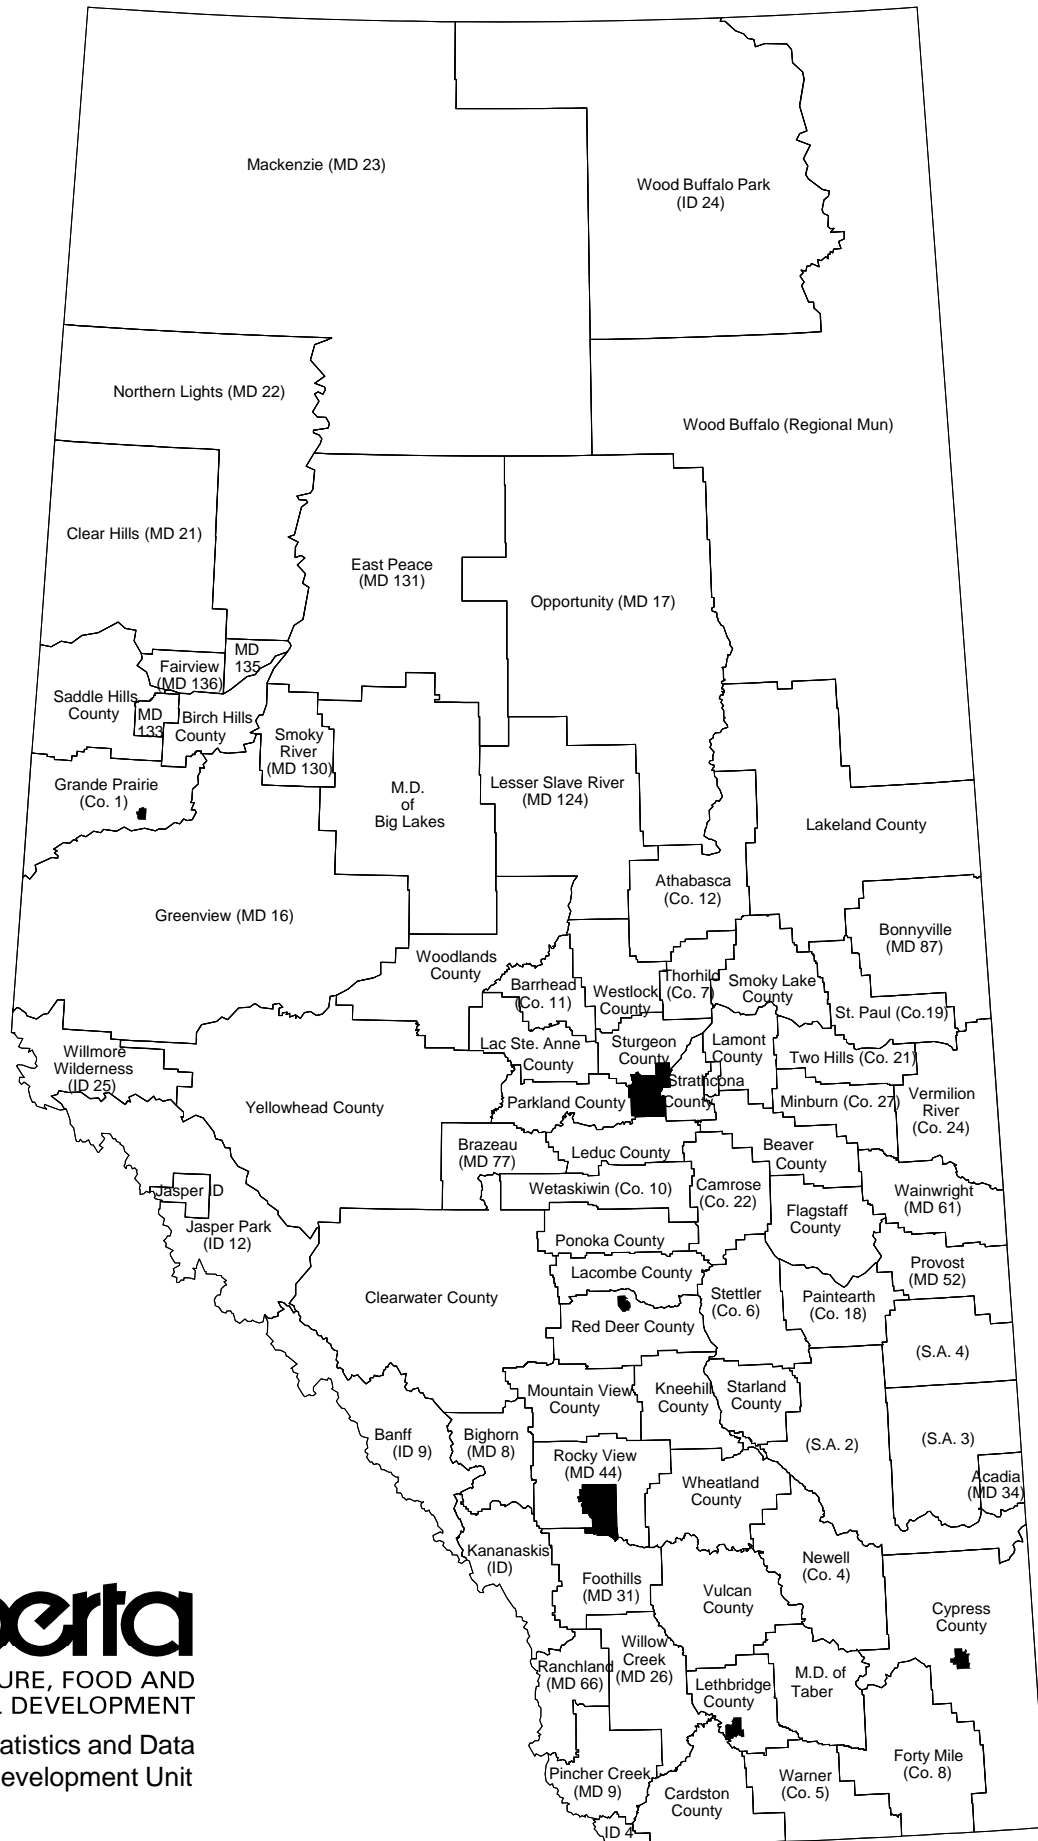 Mackenzie (MD 23)
Wood Buffalo Park
(ID 24)
Northern Lights (MD 22)
Wood Buffalo (Regional Mun)
Clear Hills (MD 21)
East Peace
(MD 131)
Opportunity (MD 17)
MD
135
Fairview
(MD 136)
Saddle Hills
County
MD
133
Birch Hills
County
Smoky
River
(MD 130)
Grande Prairie
(Co. 1)
M.D.
of
Big Lakes
Lesser Slave River
(MD 124)
Lakeland County
Athabasca
(Co. 12)
Greenview (MD 16)
Bonnyville
(MD 87)
Woodlands
County
Barrhead
(Co. 11)
Westlock
County
Thorhild
(Co. 7)
Smoky Lake
County
St. Paul (Co.19)
Willmore
Wilderness
(ID 25)
Lac Ste. Anne
County
Sturgeon
County
Lamont
County
Two Hills (Co. 21)
Yellowhead County
Parkland County
Strathcona
County
Minburn (Co. 27)
Vermilion
River
(Co. 24)
Brazeau
(MD 77)
Leduc County
Beaver
County
Wetaskiwin (Co. 10)
Camrose
(Co. 22)
Wainwright
(MD 61)
Jasper ID
Jasper Park
(ID 12)
Flagstaff
County
Ponoka County
Lacombe County
Provost
(MD 52)
Clearwater County
Stettler
(Co. 6)
Paintearth
(Co. 18)
Red Deer County
(S.A. 4)
Mountain View
County
Kneehill
County
Starland
County
Banff
(ID 9)
Bighorn
(MD 8)
(S.A. 2)
(S.A. 3)
Rocky View
(MD 44)
Wheatland
County
Acadia
(MD 34)
Kananaskis
(ID)
Foothills
(MD 31)
Vulcan
County
Newell
(Co. 4)
Cypress
County
Willow
Creek
(MD 26)
Ranchland
(MD 66)
Lethbridge
County
M.D. of
Taber
Pincher Creek
(MD 9)
Cardston
County
Warner
(Co. 5)
Forty Mile
(Co. 8)
ID 4
berta
URE, FOOD AND
L DEVELOPMENT
atistics and Data
evelopment Unit